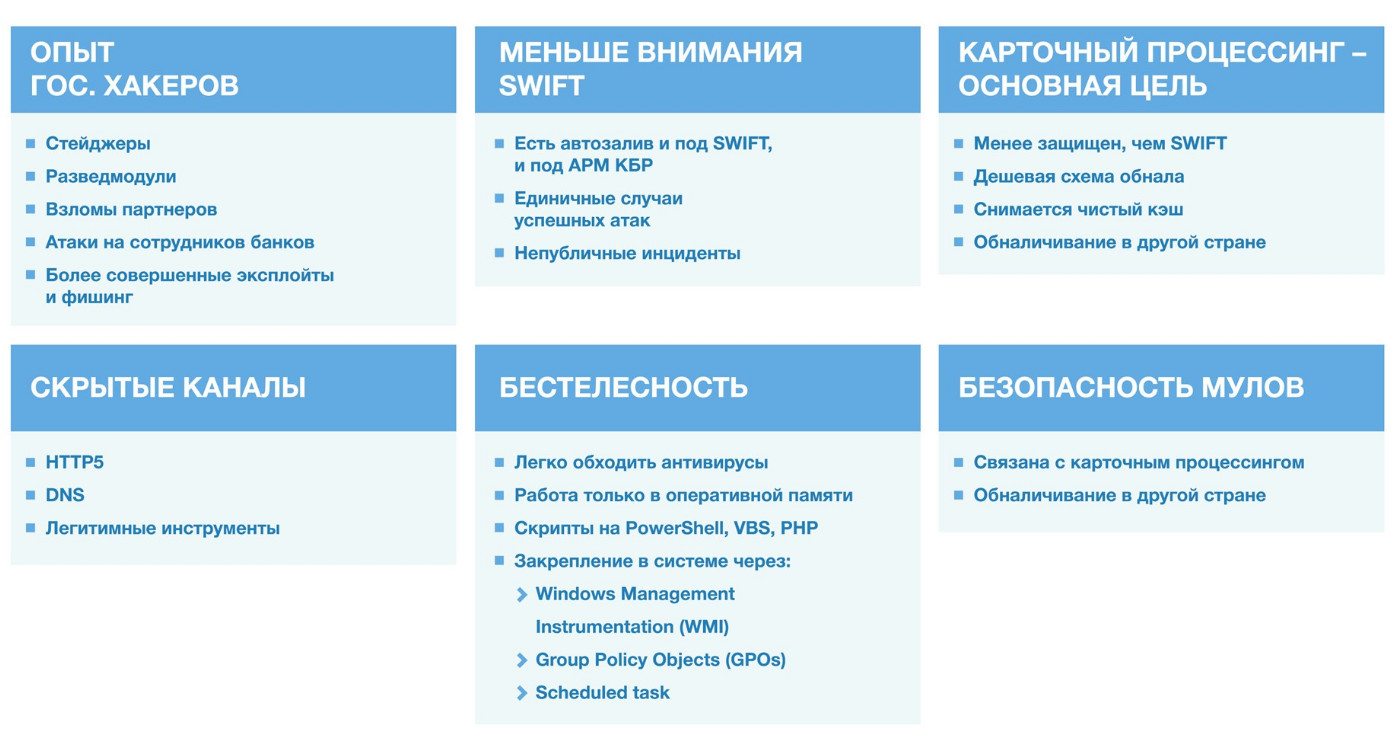 ОПЫТ
ГОС. ХАКЕРОВ
Стейджеры
Разведмодули
Взломы партнеров
Атаки на сотрудников банков
Более совершенные эксплойты
и фишинг
МЕНЬШЕ ВНИМАНИЯ
SWIFT
Есть автозалив и под SWIFT,
и под АРМ КБР
Единичные случаи
успешных атак
Непубличные инциденты
КАРТОЧНЫЙ ПРОЦЕССИНГ –
ОСНОВНАЯ ЦЕЛЬ
Менее защищен, чем SWIFT
Дешевая схема обнала
Снимается чистый кэш
Обналичивание в другой стране
СКРЫТЫЕ КАНАЛЫ
HTTP5
DNS
Легитимные инструменты
БЕСТЕЛЕСНОСТЬ
Легко обходить антивирусы
Работа только в оперативной памяти
Скрипты на PowerShell, VBS, PHP
Закрепление в системе через:
Windows Management
Instrumentation (WMI)
Group Policy Objects (GPOs)
Scheduled task
БЕЗОПАСНОСТЬ МУЛОВ
Связана с карточным процессингом
Обналичивание в другой стране